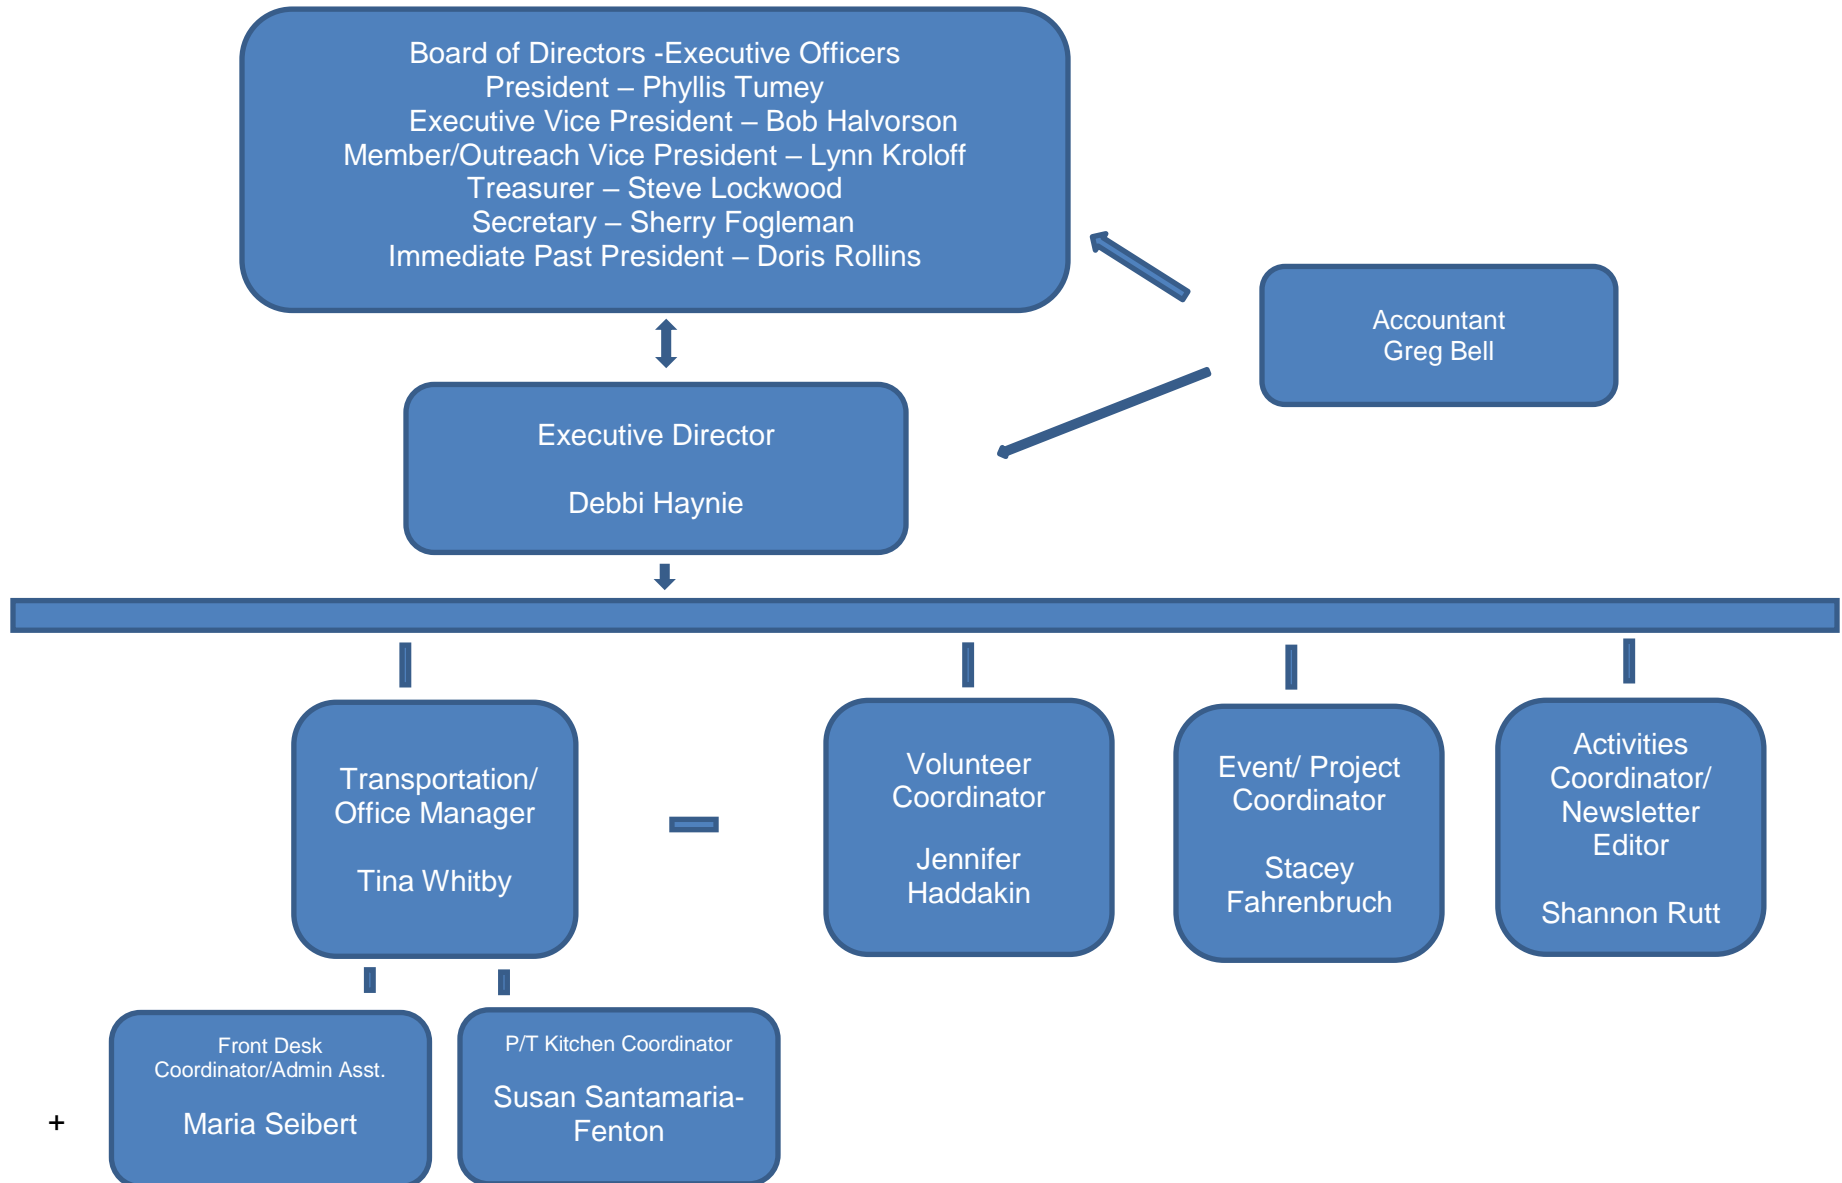 Board of Directors -Executive Officers
President – Phyllis Tumey
Executive Vice President – Bob Halvorson
Member/Outreach Vice President – Lynn Kroloff
Treasurer – Steve Lockwood
Secretary – Sherry Fogleman
Immediate Past President – Doris Rollins
Accountant
Greg Bell
Executive Director
Debbi Haynie
Transportation/
Office Manager
Tina Whitby
Volunteer
Coordinator
Jennifer
Haddakin
Event/ Project
Coordinator
Stacey
Fahrenbruch
Activities
Coordinator/
Newsletter
Editor
Shannon Rutt
Front Desk
Coordinator/Admin Asst.
Maria Seibert
P/T Kitchen Coordinator
Susan Santamaria-
Fenton
+